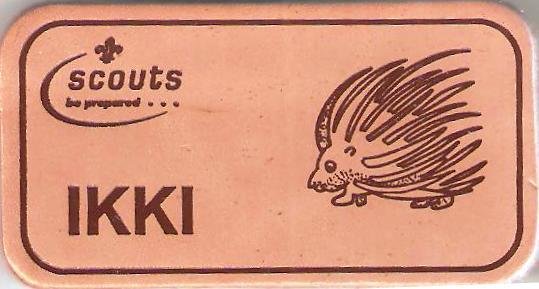 scouts
be prepared . . .
IKKI